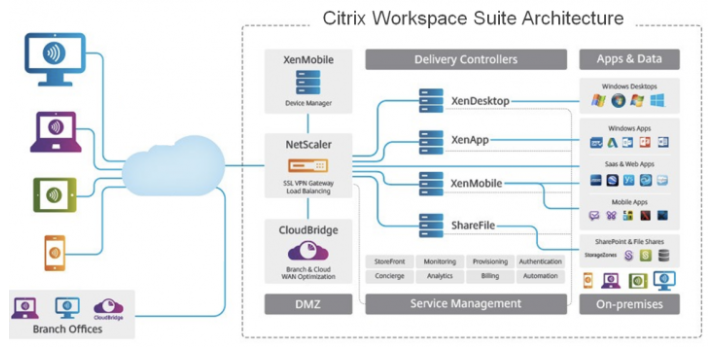 Citrix Workspace Suite Architecture
XenMobile
Device Manager
NetScaler
SSL VPN Gateway
Load Balancing
CloudBridge
Branch & Cloud
WAN Optimization
DMZ
Delivery Controllers
XenDesktop
XenApp
XenMobile
ShareFile
StoreFront Monitoring Provisioning Authentication
Concierge Analytics Billing Automation
Service Management
Apps & Data
Windows Desktops
Windows Apps
SaaS & Web Apps
Mobile Apps
SharePoint & File Shares
StorageZones
On-premises
CloudBridge
Branch Offices